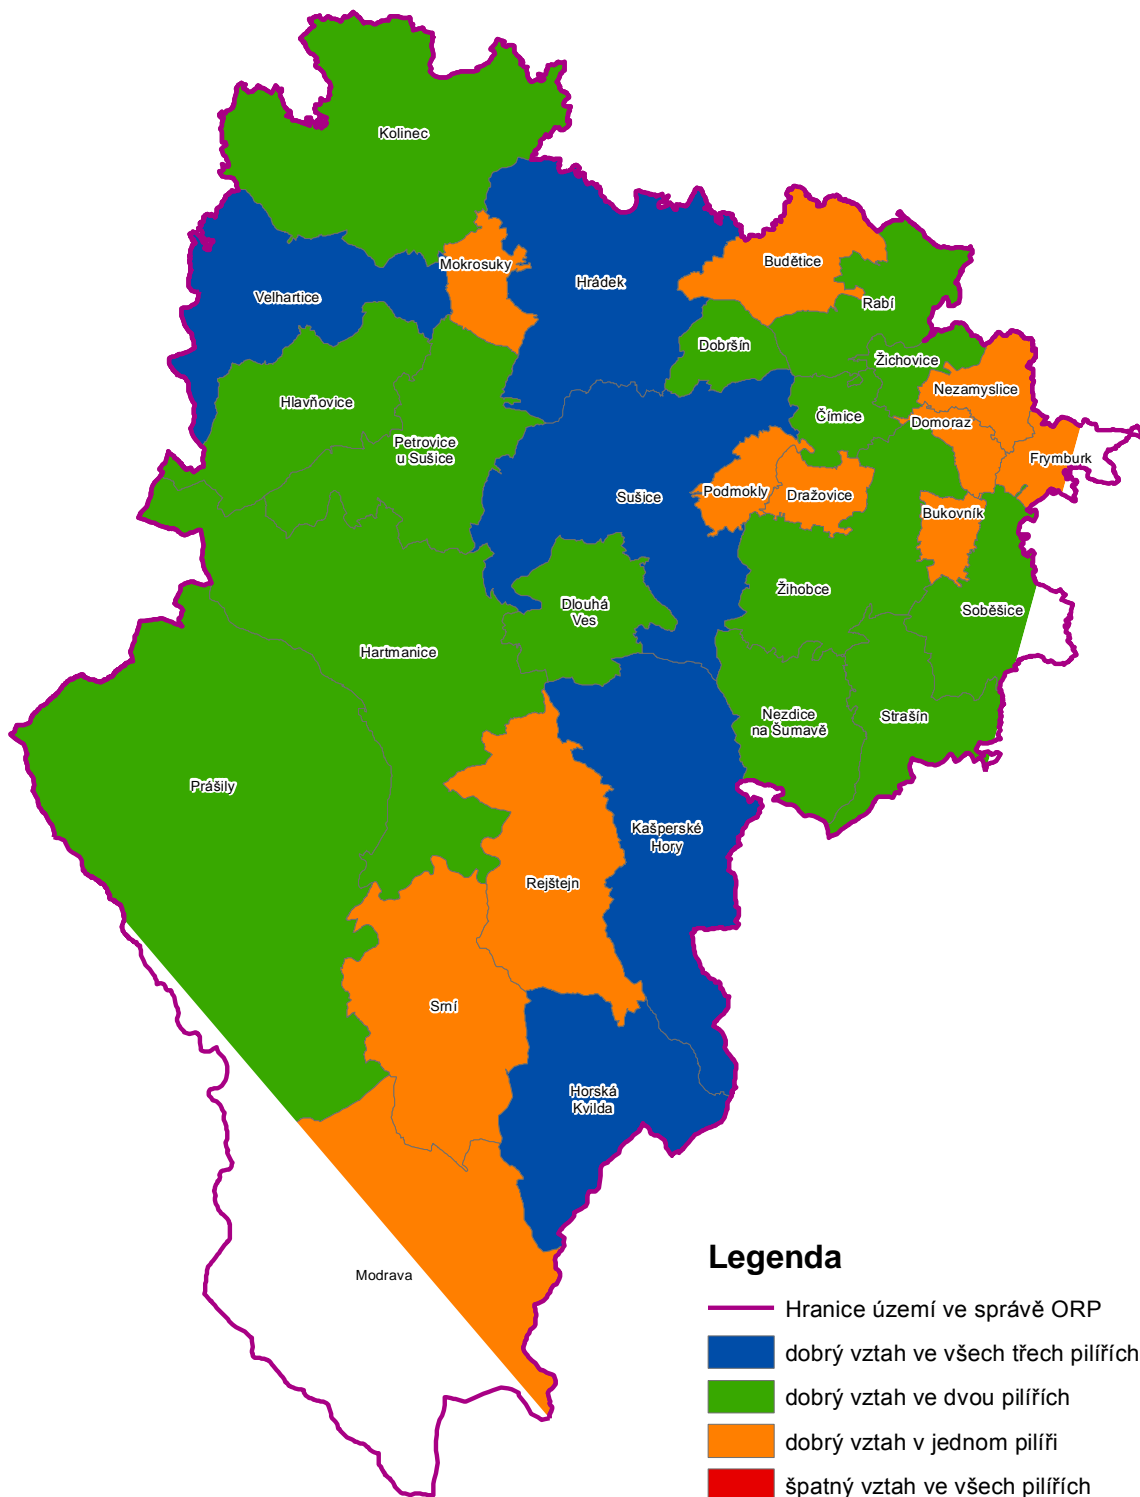 Kolinec
Mokrosuky
Budětice
Hrádek
Velhartice
Rabí
Dobršín
Žichovice
Nezamyslice
Hlavňovice
Čímice
Domoraz
Petrovice
u Sušice
Frymburk
Sušice
Podmokly
Dražovice
Bukovník
Dlouhá
Ves
Žihobce
Soběšice
Hartmanice
Nezdice
na Šumavě
Strašín
Prášily
Kašperské
Hory
Rejštejn
Srní
Horská
Kvilda
Modrava
Legenda
Hranice území ve správě ORP
dobrý vztah ve všech třech pilířích
dobrý vztah ve dvou pilířích
dobrý vztah v jednom pilíři
špatný vztah ve všech pilířích